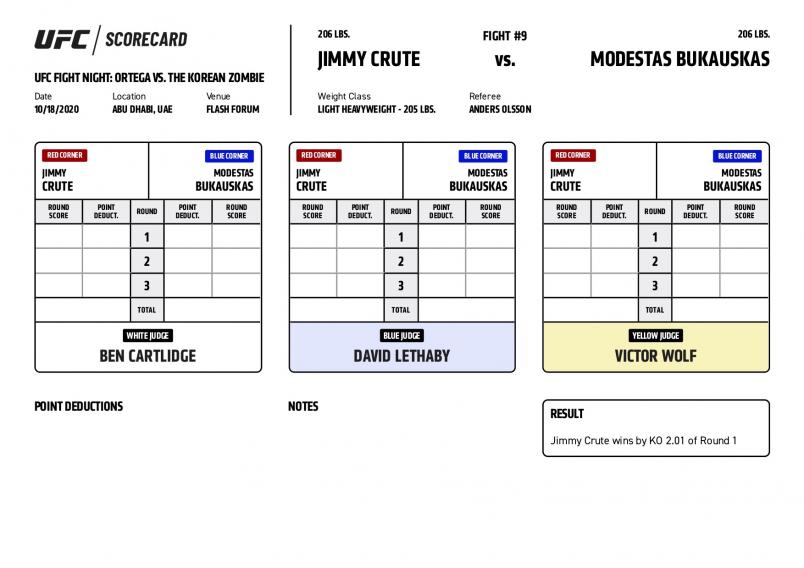 UFC SCORECARD
UFC FIGHT NIGHT: ORTEGA VS. THE KOREAN ZOMBIE
Date Location Venue
10/18/2020 ABU DHABI, UAE FLASH FORUM
206 LBS. FIGHT #9 206 LBS.
JIMMY CRUTE VS. MODESTAS BUKAUSKAS
Weight Class Referee
LIGHT HEAVYWEIGHT - 205 LBS. ANDERS OLSSON
RED CORNER BLUE CORNER
JIMMY MODESTAS
CRUTE BUKAUSKAS
ROUND POINT ROUND POINT ROUND
SCORE DEDUCT. DEDUCT. SCORE
1
2
3
TOTAL
WHITE JUDGE
BEN CARTLIDGE
RED CORNER BLUE CORNER
JIMMY MODESTAS
CRUTE BUKAUSKAS
ROUND POINT ROUND POINT ROUND
SCORE DEDUCT. DEDUCT. SCORE
1
2
3
TOTAL
BLUE JUDGE
DAVID LETHABY
RED CORNER BLUE CORNER
JIMMY MODESTAS
CRUTE BUKAUSKAS
ROUND POINT ROUND POINT ROUND
SCORE DEDUCT. DEDUCT. SCORE
1
2
3
TOTAL
YELLOW JUDGE
VICTOR WOLF
POINT DEDUCTIONS
NOTES
RESULT
Jimmy Crute wins by KO 2.01 of Round 1